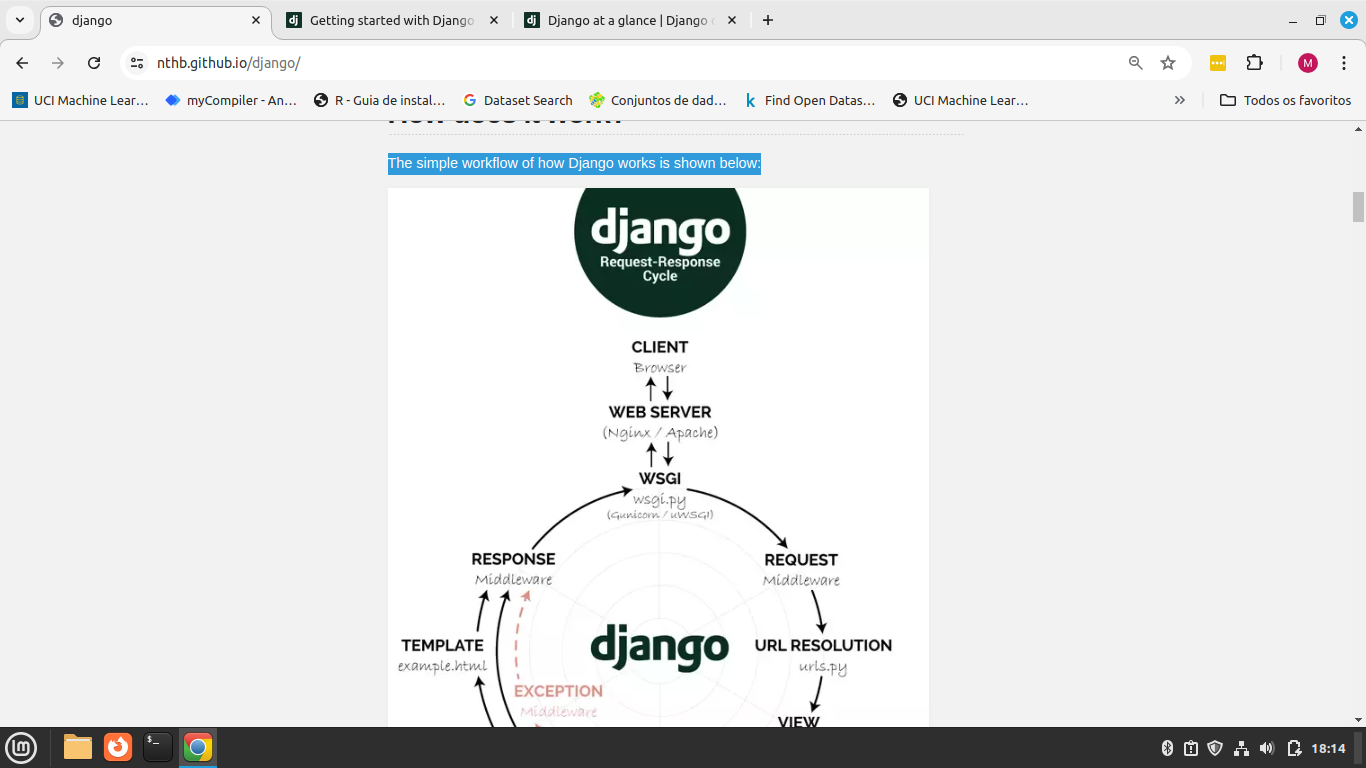 django
Getting started with Django
Django at a glance | Django
nthb.github.io/django/
M
UCI Machine Lear…
myCompiler - An…
R - Guia de instal…
Dataset Search
Conjuntos de dad…
Find Open Datas…
UCI Machine Lear…
Todos os favoritos
How does it work?
The simple workflow of how Django works is shown below:
django
Request-Response
Cycle
CLIENT
Browser
WEB SERVER
(Nginx / Apache)
WSGI
wsgi.py
(Gunicorn / uWSGI)
RESPONSE
Middleware
REQUEST
Middleware
TEMPLATE
example.html
django
URL RESOLUTION
urls.py
EXCEPTION
Middleware
VIEW
18:14